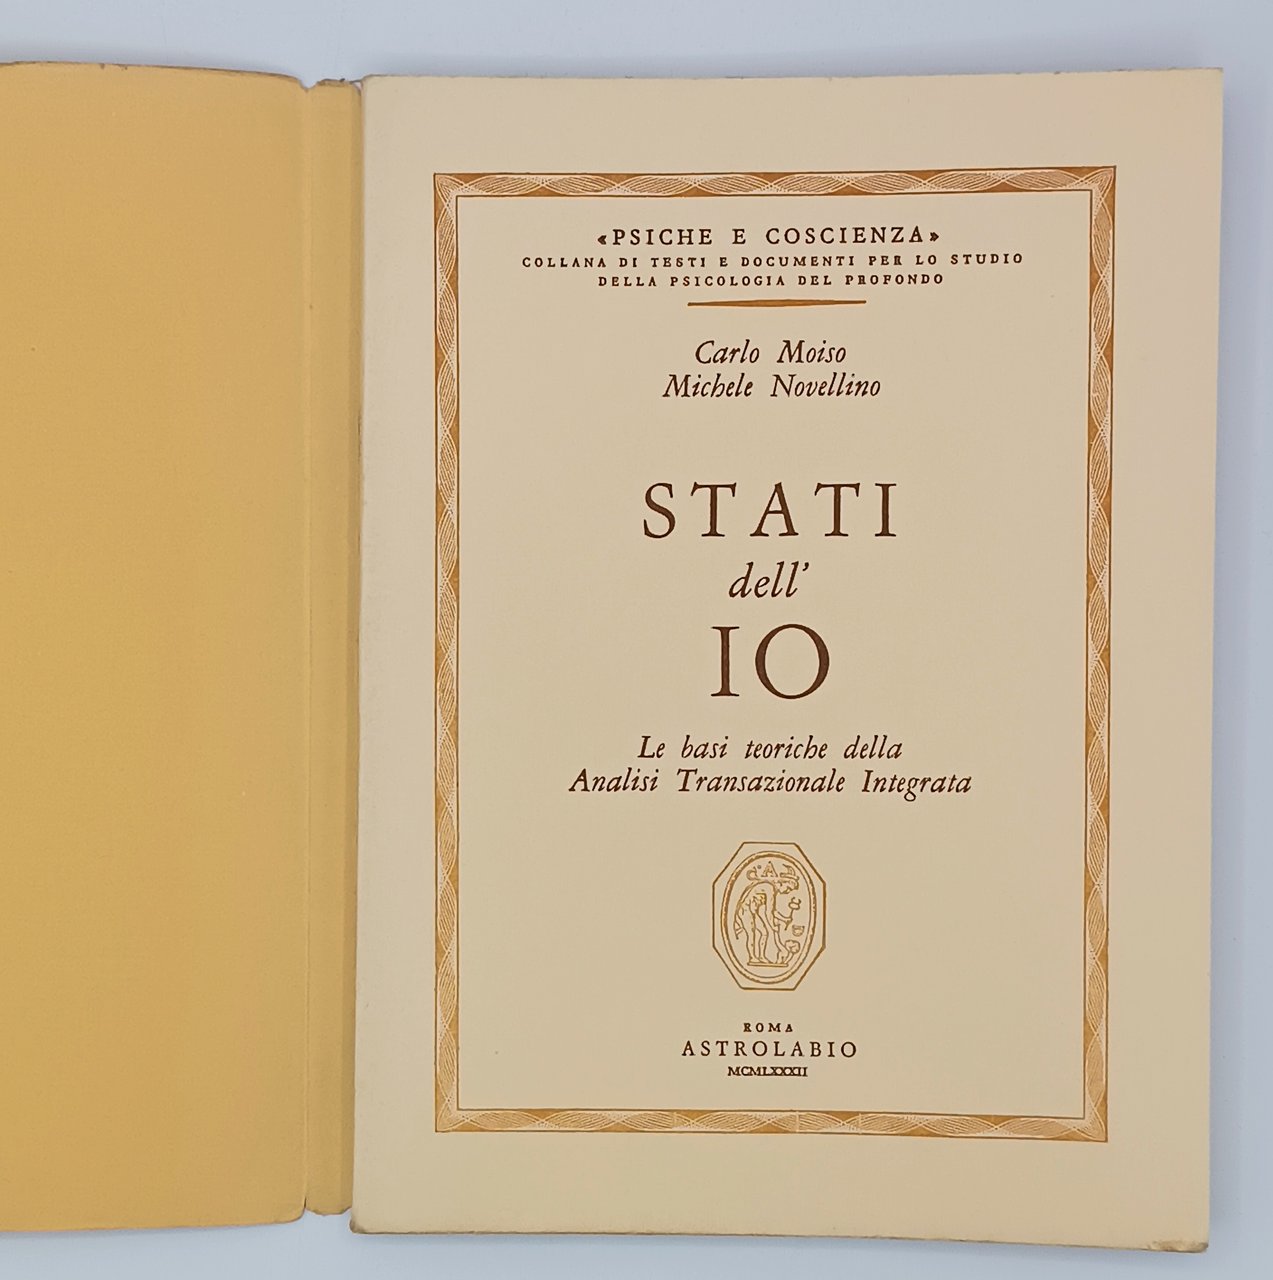 «PSICHE E COSCIENZA»
COLLANA DI TESTI E DOCUMENTI PER LO STUDIO
DELLA PSICOLOGIA DEL PROFONDO
Carlo Moiso
Michele Novellino
STATI
dell'
IO
Le basi teoriche della
Analisi Transazionale Integrata
ROMA
ASTROLABIO
MCMLXXXII